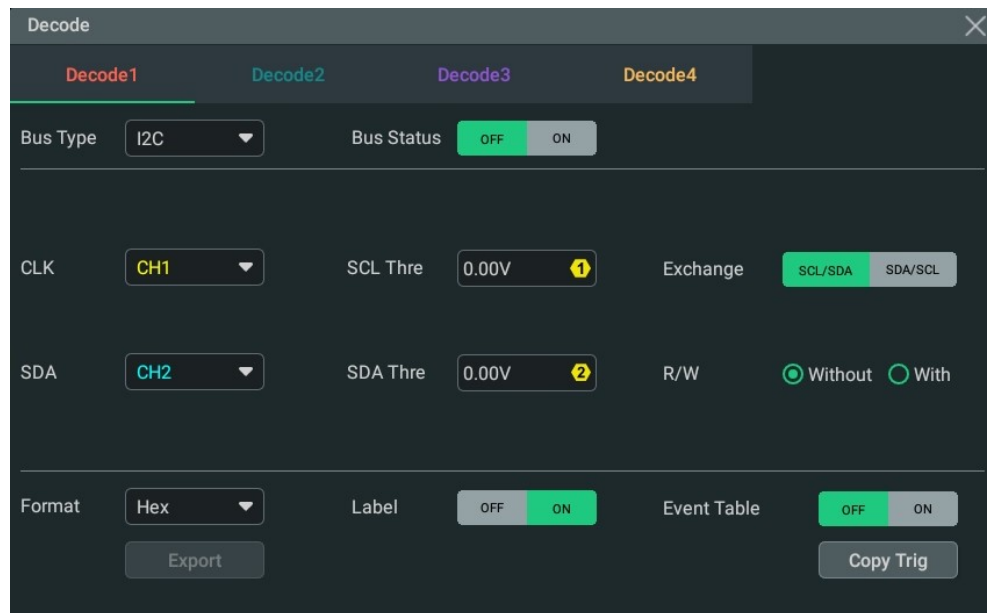 Decode
Decode1 Decode2 Decode3 Decode4
Bus Type I2C Bus Status OFF ON
CLK CH1 SCL Thre 0.00V 1 Exchange SCL/SDA SDA/SCL
SDA CH2 SDA Thre 0.00V 2 R/W Without With
Format Hex Label OFF ON Event Table OFF ON
Export Copy Trig